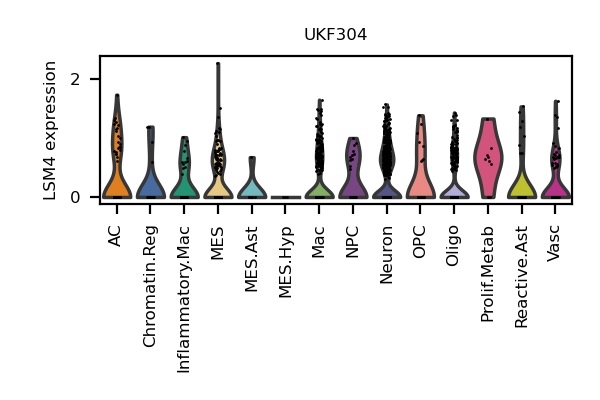 UKF304
LSM4 expression
2
0
AC
Chromatin.Reg
Inflammatory.Mac
MES
MES.Ast
MES.Hyp
Mac
NPC
Neuron
OPC
Oligo
Prolif.Metab
Reactive.Ast
Vasc